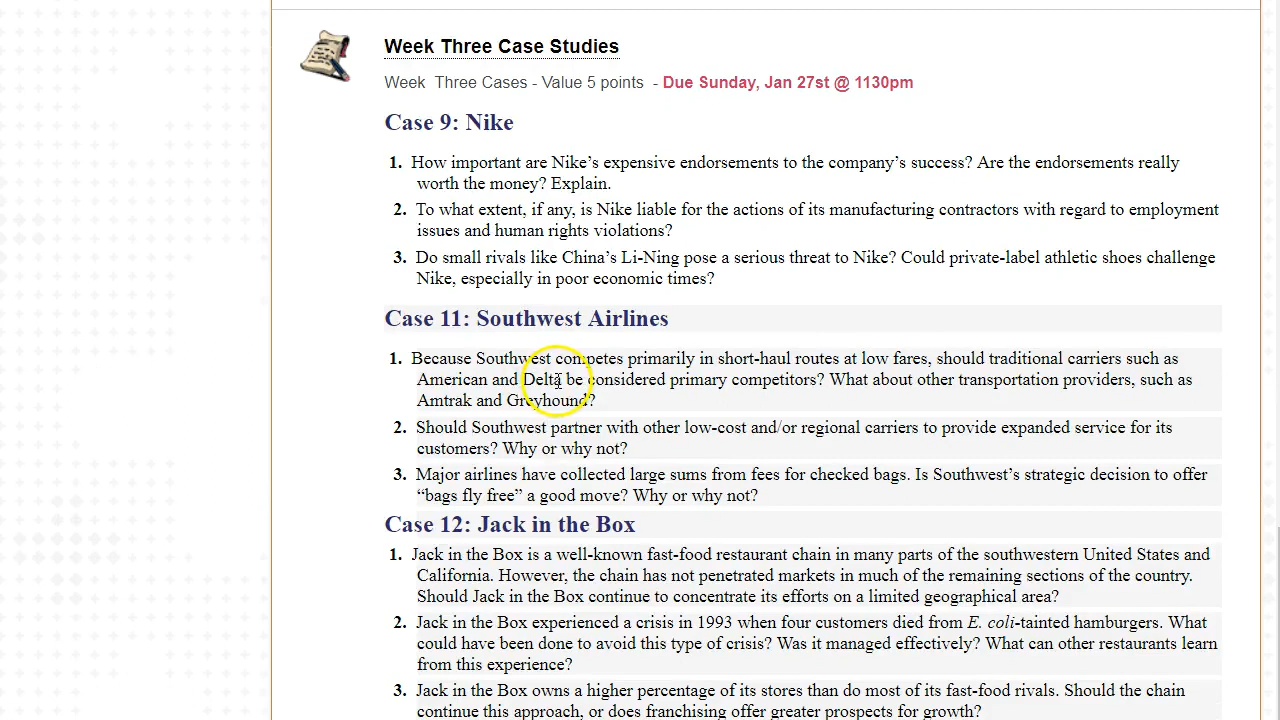 Week Three Case Studies
Week Three Cases - Value 5 points - Due Sunday, Jan 27st @ 1130pm
Case 9: Nike
1. How important are Nike’s expensive endorsements to the company’s success? Are the endorsements really
worth the money? Explain.
2. To what extent, if any, is Nike liable for the actions of its manufacturing contractors with regard to employment
issues and human rights violations?
3. Do small rivals like China’s Li-Ning pose a serious threat to Nike? Could private-label athletic shoes challenge
Nike, especially in poor economic times?
Case 11: Southwest Airlines
1. Because Southwest competes primarily in short-haul routes at low fares, should traditional carriers such as
American and Delta be considered primary competitors? What about other transportation providers, such as
Amtrak and Greyhound?
2. Should Southwest partner with other low-cost and/or regional carriers to provide expanded service for its
customers? Why or why not?
3. Major airlines have collected large sums from fees for checked bags. Is Southwest’s strategic decision to offer
“bags fly free” a good move? Why or why not?
Case 12: Jack in the Box
1. Jack in the Box is a well-known fast-food restaurant chain in many parts of the southwestern United States and
California. However, the chain has not penetrated markets in much of the remaining sections of the country.
Should Jack in the Box continue to concentrate its efforts on a limited geographical area?
2. Jack in the Box experienced a crisis in 1993 when four customers died from E. coli-tainted hamburgers. What
could have been done to avoid this type of crisis? Was it managed effectively? What can other restaurants learn
from this experience?
3. Jack in the Box owns a higher percentage of its stores than do most of its fast-food rivals. Should the chain
continue this approach, or does franchising offer greater prospects for growth?